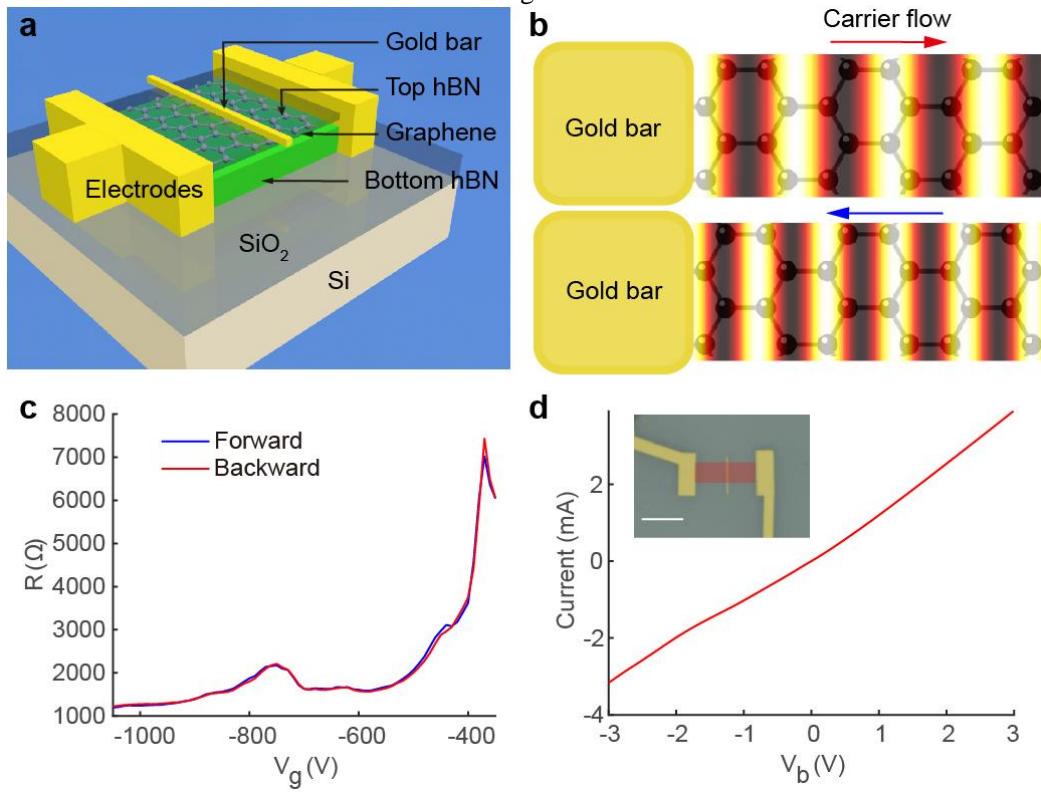 a
Gold bar
Top hBN
Graphene
Bottom hBN
Electrodes
SiO2
Si
b
Carrier flow
Gold bar
Gold bar
c
8000
7000
6000
5000
4000
3000
2000
1000
R(Ω)
Forward
Backward
-1000
-800
-600
-400
Vg(V)
d
2
0
-2
-4
Current (mA)
-3
-2
-1
0
1
2
3
Vb(V)